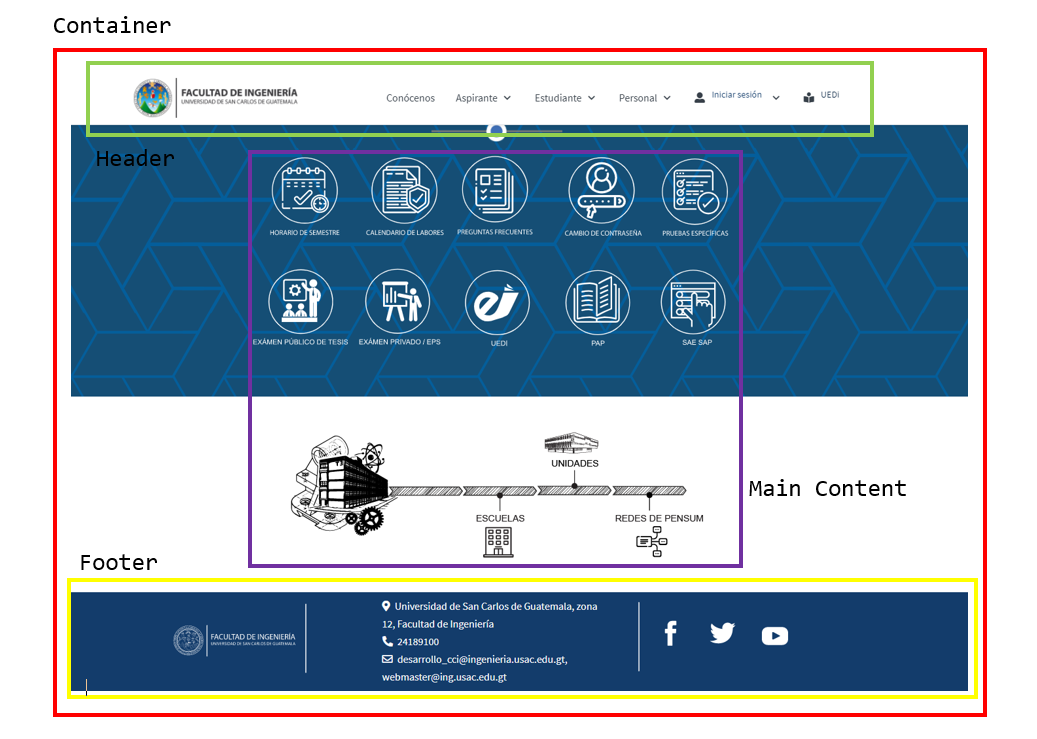 Container
FACULTAD DE INGENIERÍA
UNIVERSIDAD DE SAN CARLOS DE GUATEMALA
Conócenos Aspirante Estudiante Personal Iniciar sesión UEDi
Header
HORARIO DE SEMESTRE CALENDARIO DE LABORES PREGUNTAS FRECUENTES CAMBIO DE CONTRASEÑA PRUEBAS ESPECÍFICAS
EXÁMEN PÚBLICO DE TESIS EXÁMEN PRIVADO / EPS UEDI PAP SAE SAP
UNIDADES
Main Content
ESCUELAS REDES DE PENSUM
Footer
Universidad de San Carlos de Guatemala, zona
12, Facultad de Ingeniería
FACULTAD DE INGENIERÍA
UNIVERSIDAD DE SAN CARLOS DE GUATEMALA
24189100
desarrollo_cci@ingenieria.usac.edu.gt,
webmaster@ing.usac.edu.gt